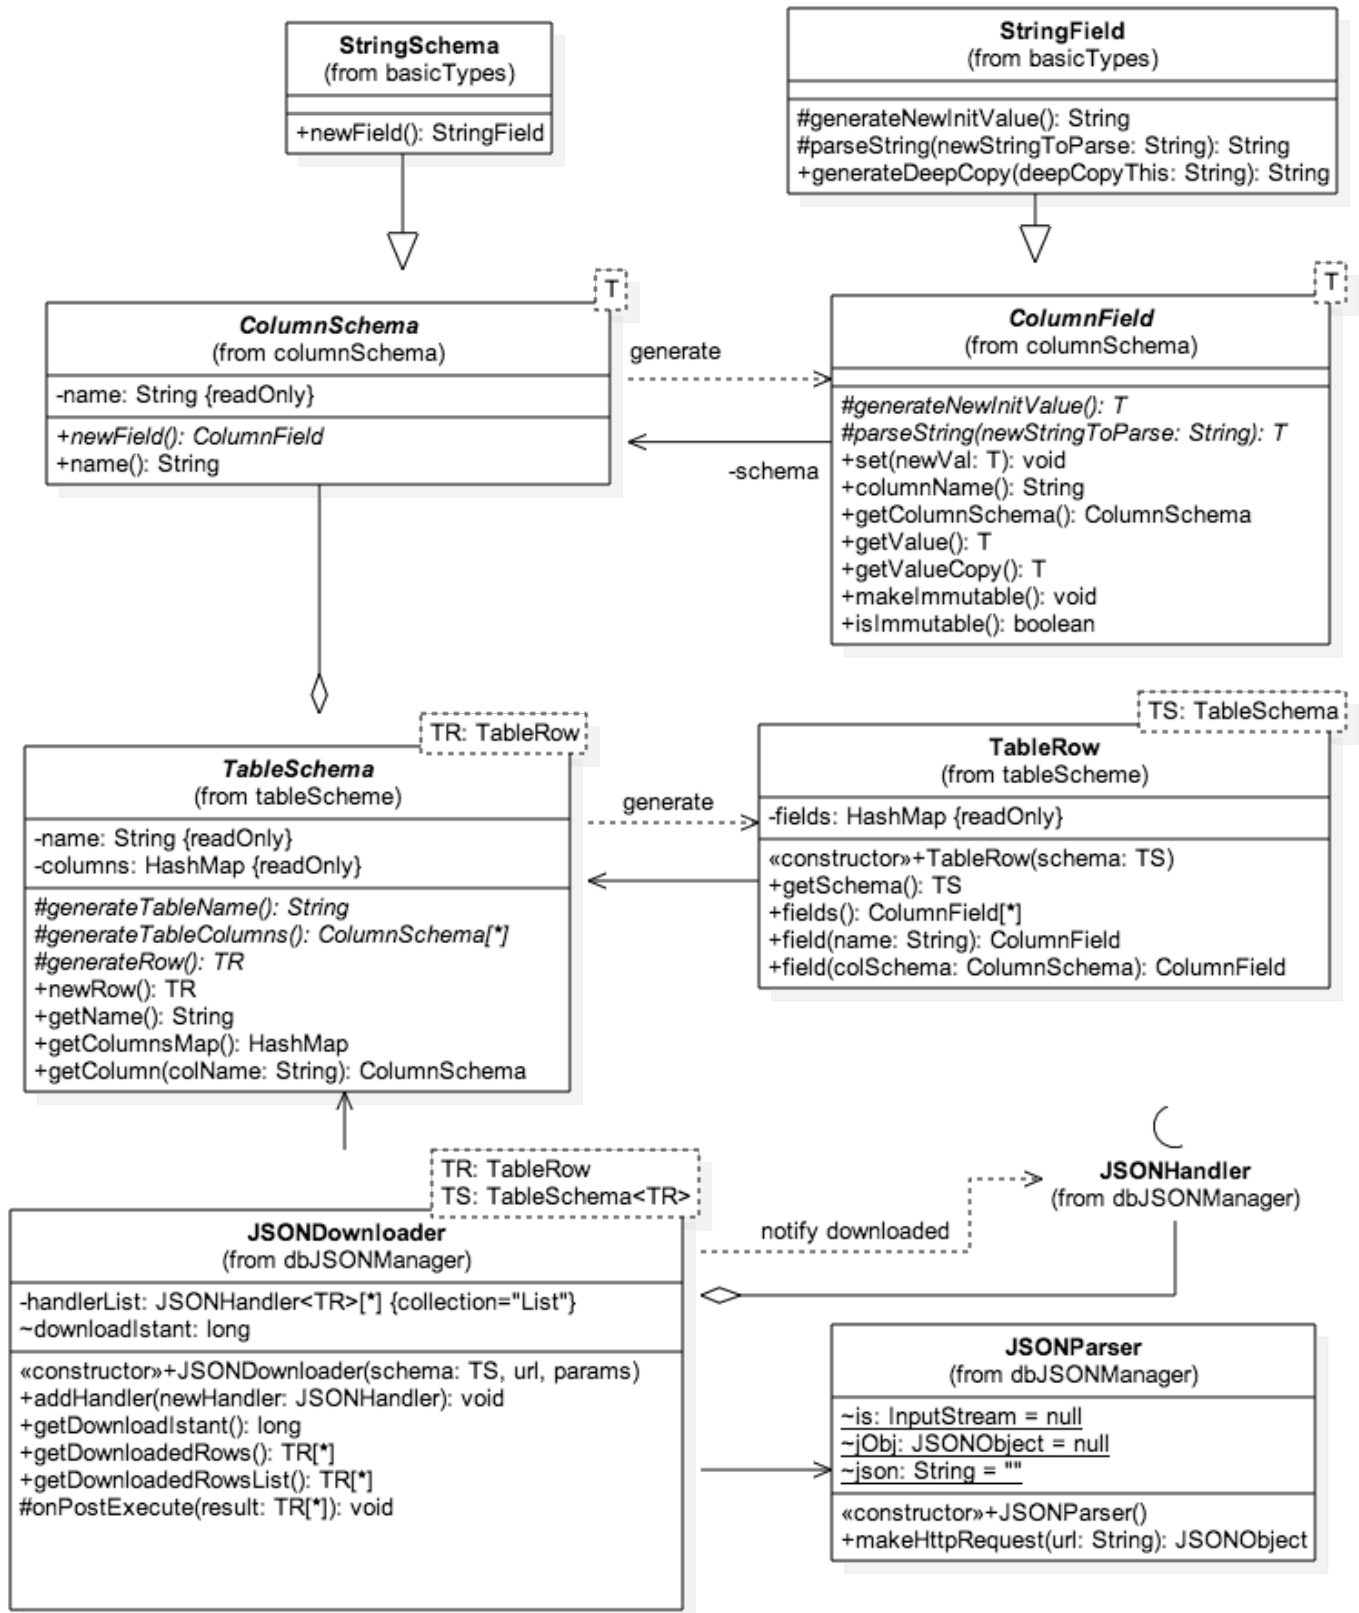 StringSchema
(from basicTypes)
+newField(): StringField
StringField
(from basicTypes)
#generateNewInitValue(): String
#parseString(newStringToParse: String): String
+generateDeepCopy(deepCopyThis: String): String
T
ColumnSchema
(from columnSchema)
-name: String {readOnly}
+newField(): ColumnField
+name(): String
generate
-schema
T
ColumnField
(from columnSchema)
#generateNewInitValue(): T
#parseString(newStringToParse: String): T
+set(newVal: T): void
+columnName(): String
+getColumnSchema(): ColumnSchema
+getValue(): T
+getValueCopy(): T
+makeImmutable(): void
+isImmutable(): boolean
TR: TableRow
TableSchema
(from tableScheme)
-name: String {readOnly}
-columns: HashMap {readOnly}
#generateTableName(): String
#generateTableColumns(): ColumnSchema[*]
#generateRow(): TR
+newRow(): TR
+getName(): String
+getColumnsMap(): HashMap
+getColumn(colName: String): ColumnSchema
generate
TS: TableSchema
TableRow
(from tableScheme)
-fields: HashMap {readOnly}
«constructor»+TableRow(schema: TS)
+getSchema(): TS
+fields(): ColumnField[*]
+field(name: String): ColumnField
+field(colSchema: ColumnSchema): ColumnField
TR: TableRow
TS: TableSchema<TR>
JSONDownloader
(from dbJSONManager)
-handlerList: JSONHandler<TR>[*] {collection="List"}
~downloadIstant: long
«constructor»+JSONDownloader(schema: TS, url, params)
+addHandler(newHandler: JSONHandler): void
+getDownloadIstant(): long
+getDownloadedRows(): TR[*]
+getDownloadedRowsList(): TR[*]
#onPostExecute(result: TR[*]): void
notify downloaded
JSONHandler
(from dbJSONManager)
JSONParser
(from dbJSONManager)
~is: InputStream = null
~jObj: JSONObject = null
~json: String = ""
«constructor»+JSONParser()
+makeHttpRequest(url: String): JSONObject